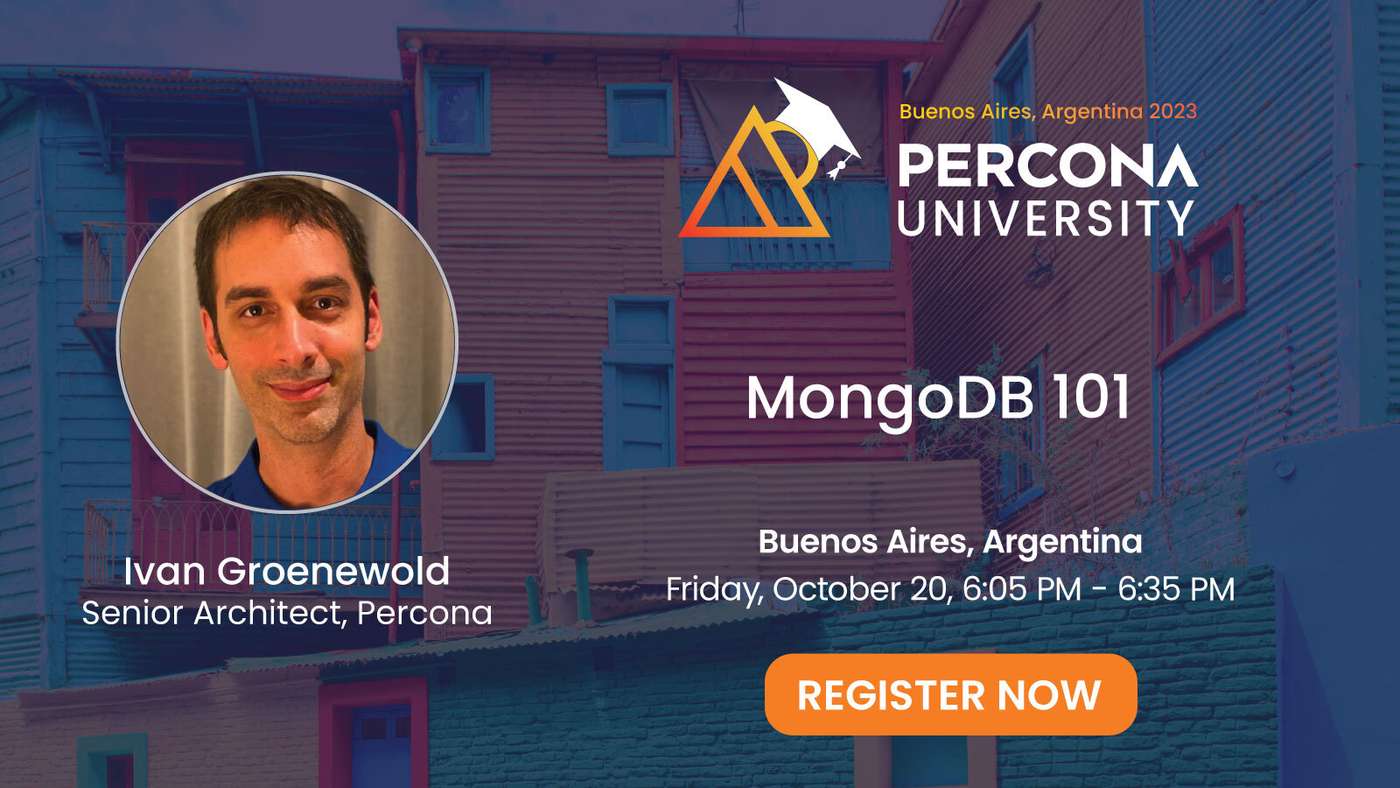 Buenos Aires, Argentina 2023
PERCONA
UNIVERSITY
MongoDB 101
Buenos Aires, Argentina
Friday, October 20, 6:05 PM - 6:35 PM
REGISTER NOW
Ivan Groenewold
Senior Architect, Percona